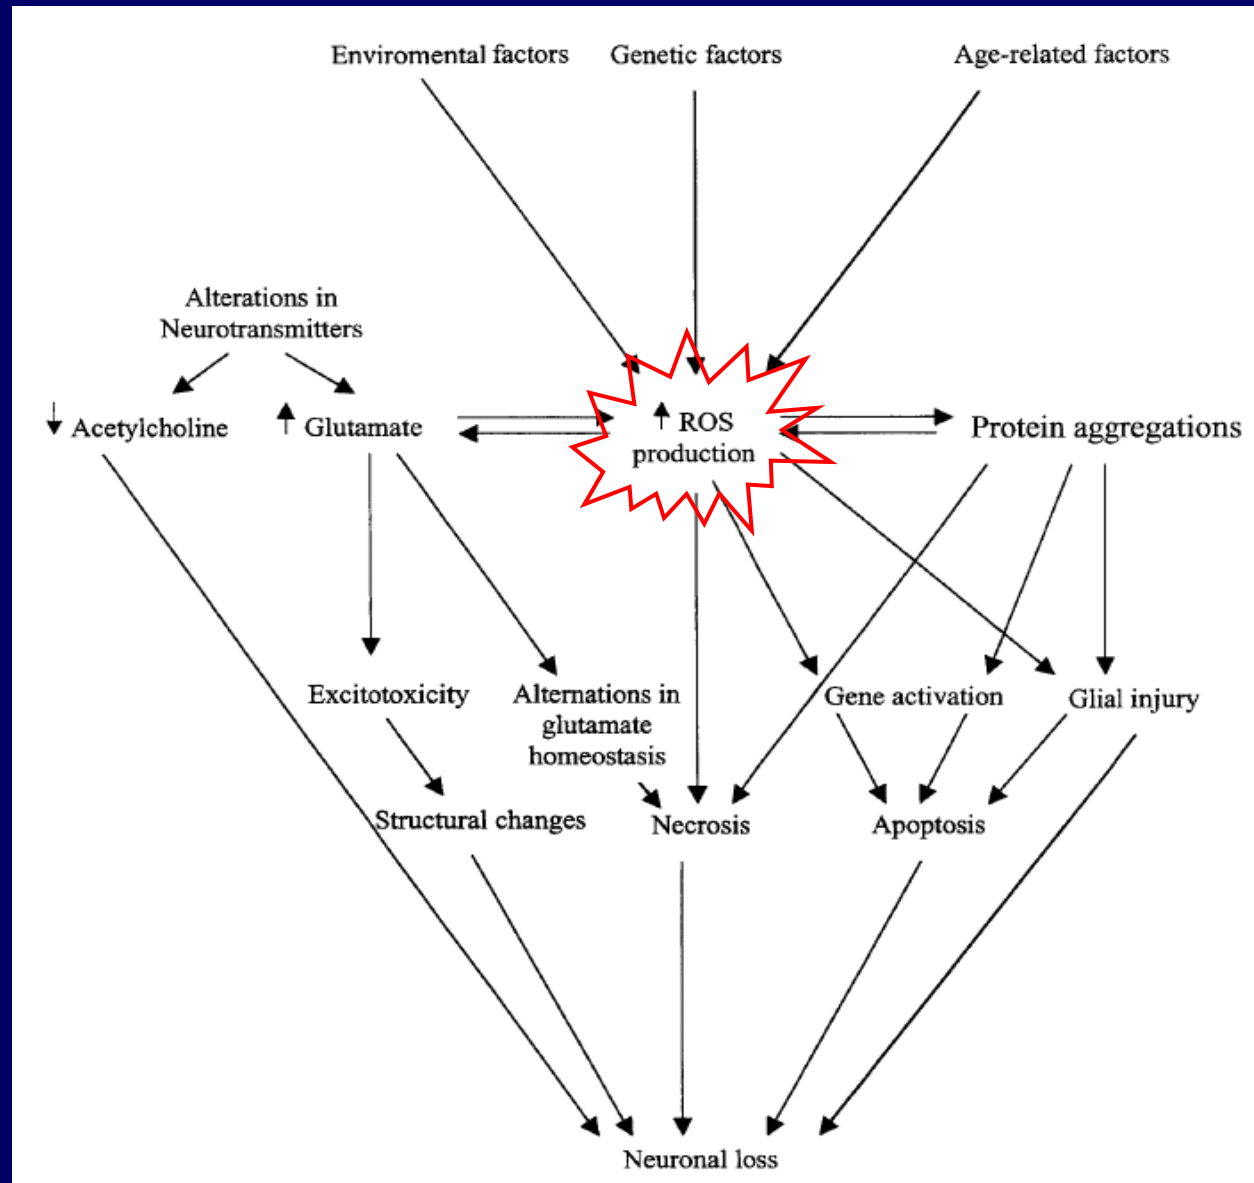 Enviromental factors
Genetic factors
Age-related factors
Alterations in
Neurotransmitters
Acetylcholine
Glutamate
ROS
production
Protein aggregations
Excitotoxicity
Alternations in
glutamate
homeostasis
Gene activation
Glial injury
Structural changes
Necrosis
Apoptosis
Neuronal loss